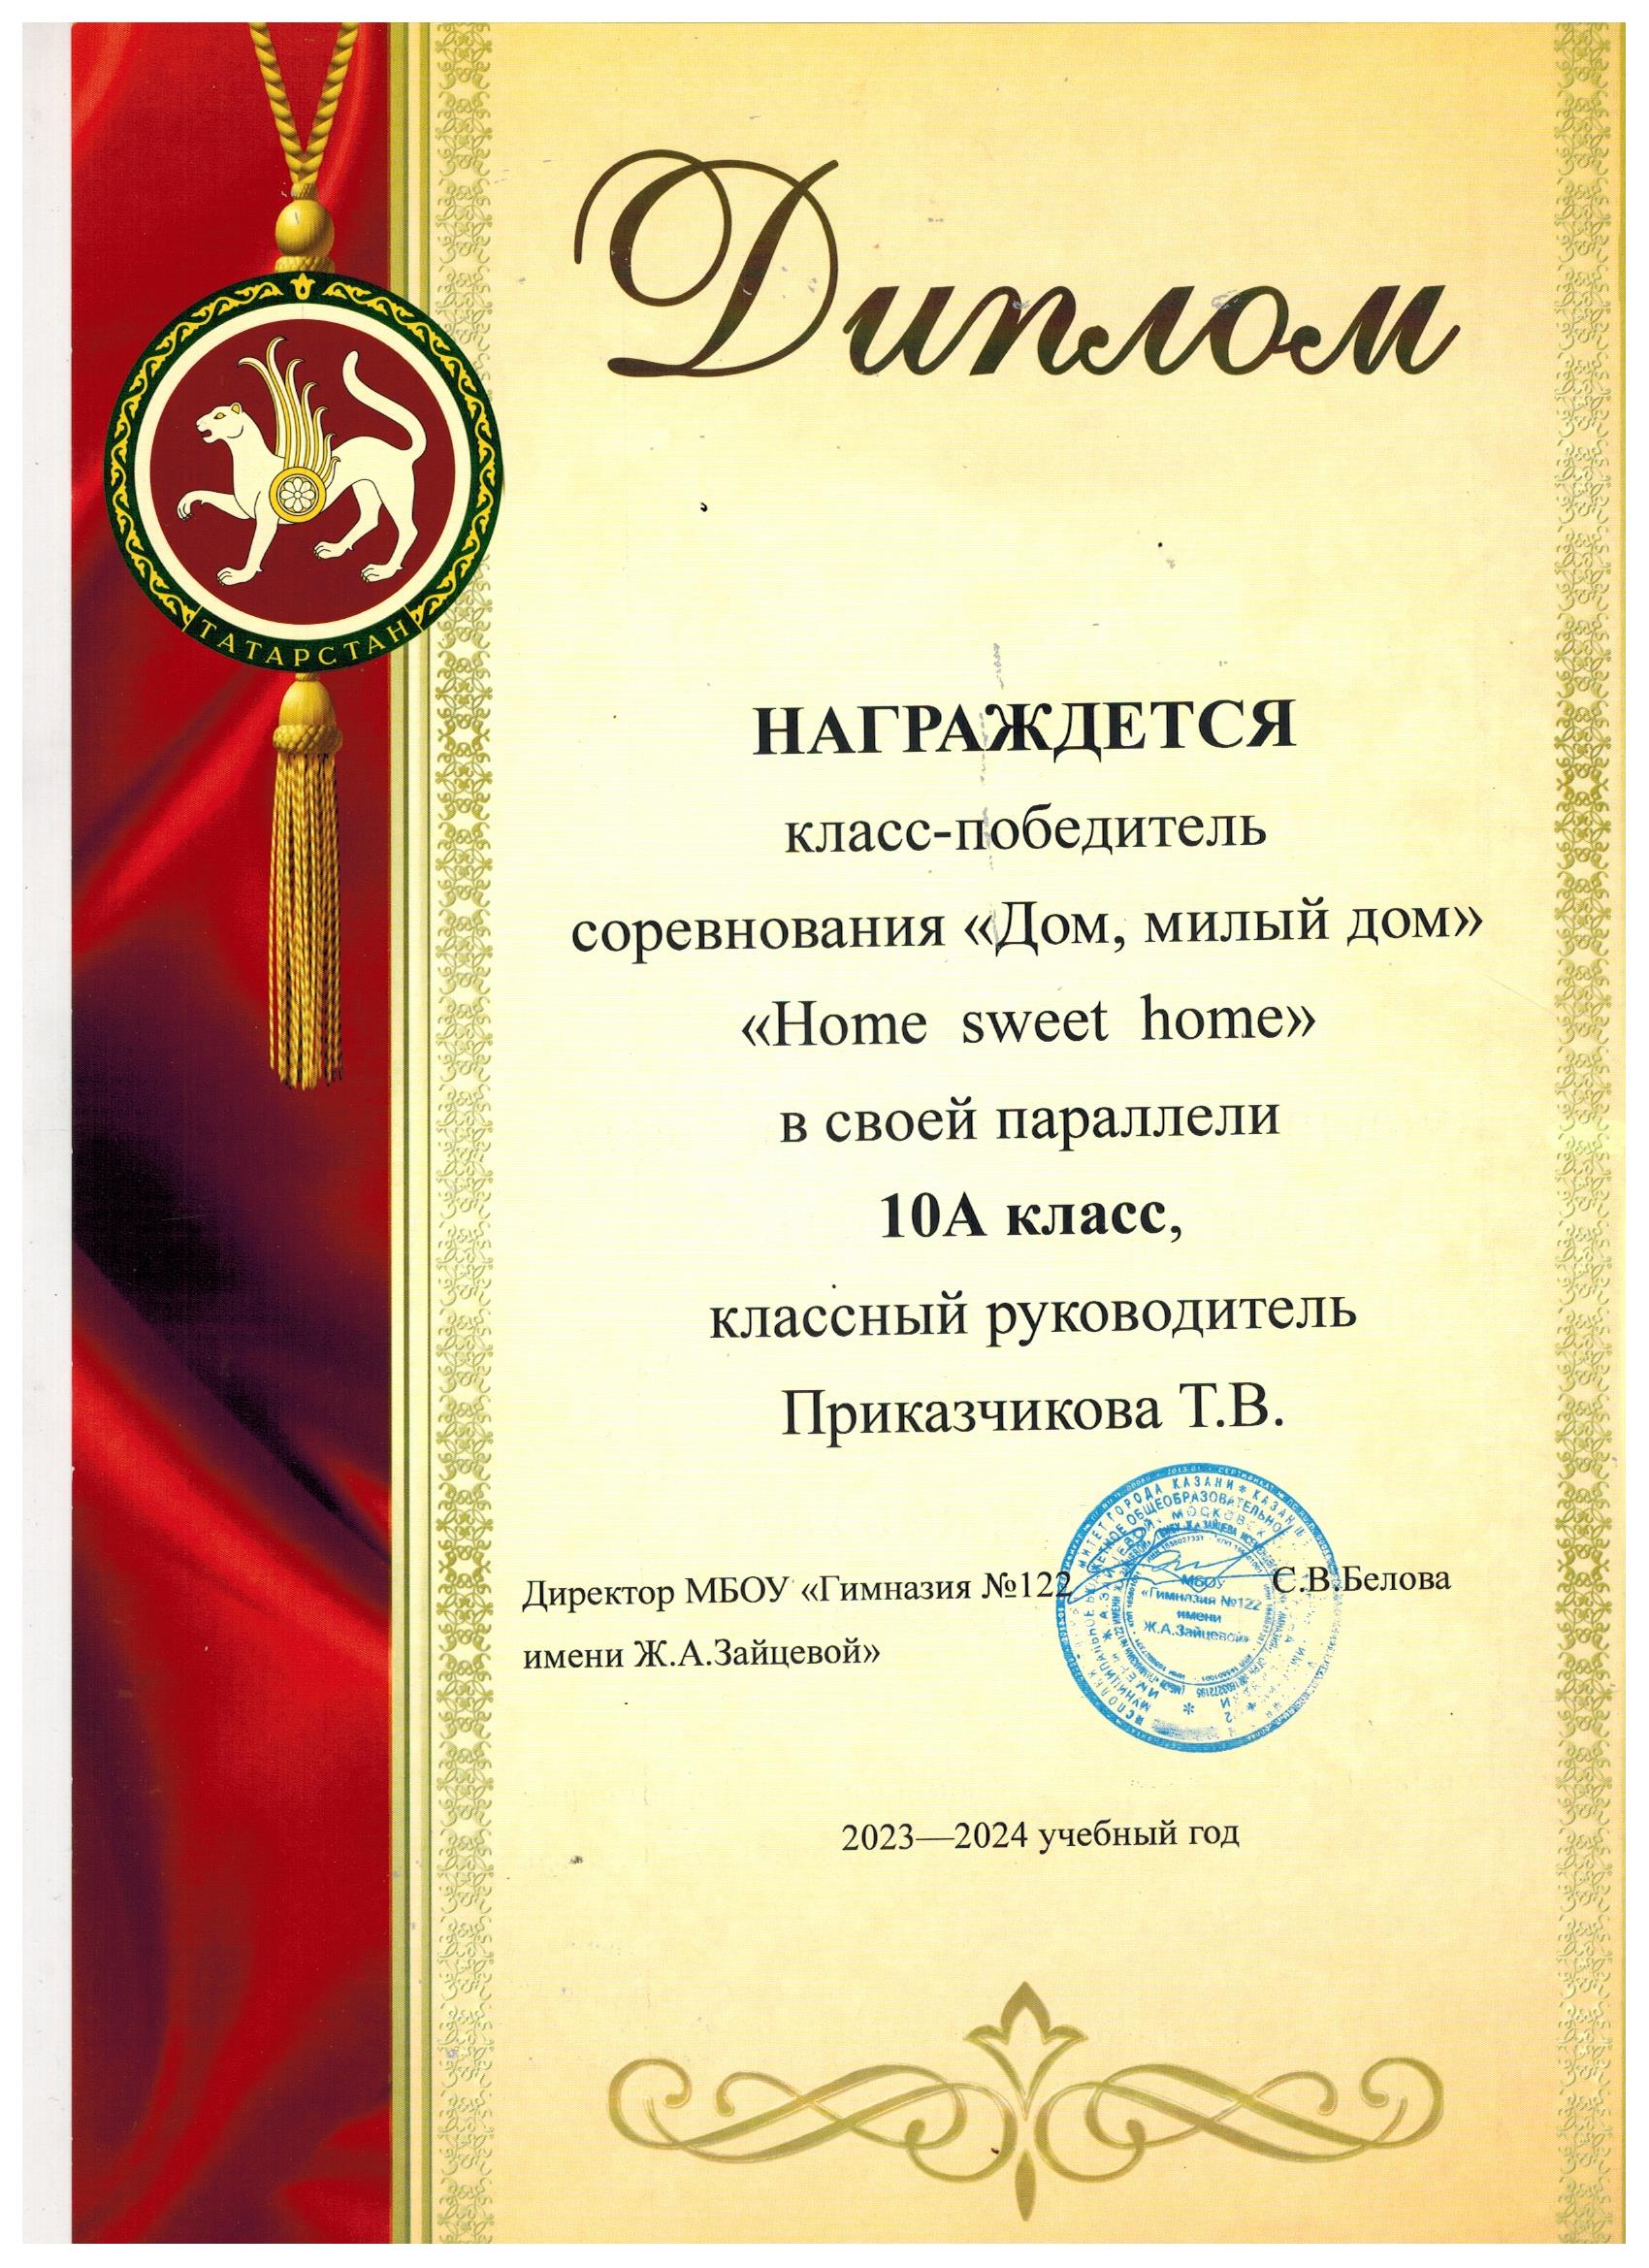 Диплом
ТАТАРСТАН
НАГРАЖДЕТСЯ
класс-победитель
соревнования «Дом, милый дом»
«Home sweet home»
в своей параллели
10А класс,
классный руководитель
Приказчикова Т.В.
Директор МБОУ «Гимназия №122 С.В.Белова
имени Ж.А.Зайцевой»
МБОУ
«Гимназия №122
имени
Ж.А.Зайцевой»
2023—2024 учебный год